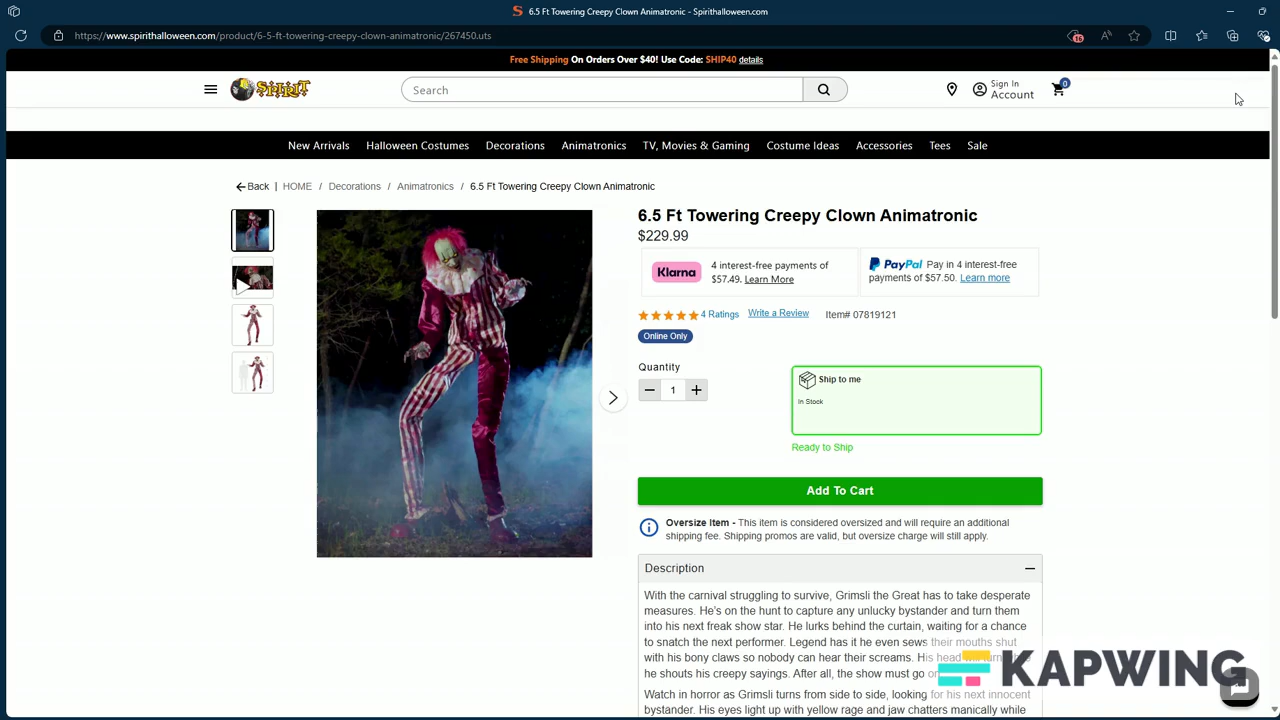 6.5 Ft Towering Creepy Clown Animatronic - Spirithalloween.com
https://www.spirithalloween.com/product/6-5-ft-towering-creepy-clown-animatronic/267450.uts
16
Free Shipping On Orders Over $40! Use Code: SHIP40 details
SPIRIT
Search
Sign In
Account
0
New Arrivals Halloween Costumes Decorations Animatronics TV, Movies & Gaming Costume Ideas Accessories Tees Sale
Back | HOME / Decorations / Animatronics / 6.5 Ft Towering Creepy Clown Animatronic
6.5 Ft Towering Creepy Clown Animatronic
$229.99
Klarna 4 interest-free payments of
$57.49. Learn More
PayPal Pay in 4 interest-free
payments of $57.50. Learn more
4 Ratings Write a Review Item# 07819121
Online Only
Quantity
1
Ship to me
In Stock
Ready to Ship
Add To Cart
Oversize Item - This item is considered oversized and will require an additional
shipping fee. Shipping promos are valid, but oversize charge will still apply.
Description
With the carnival struggling to survive, Grimsli the Great has to take desperate
measures. He's on the hunt to capture any unlucky bystander and turn them
into his next freak show star. He lurks behind the curtain, waiting for a chance
to snatch the next performer. Legend has it he even sews their mouths shut
with his bony claws so nobody can hear their screams. His head
he shouts his creepy sayings. After all, the show must go
Watch in horror as Grimsli turns from side to side, looking for his next innocent
bystander. His eyes light up with yellow rage and jaw chatters manically while
KAPWING